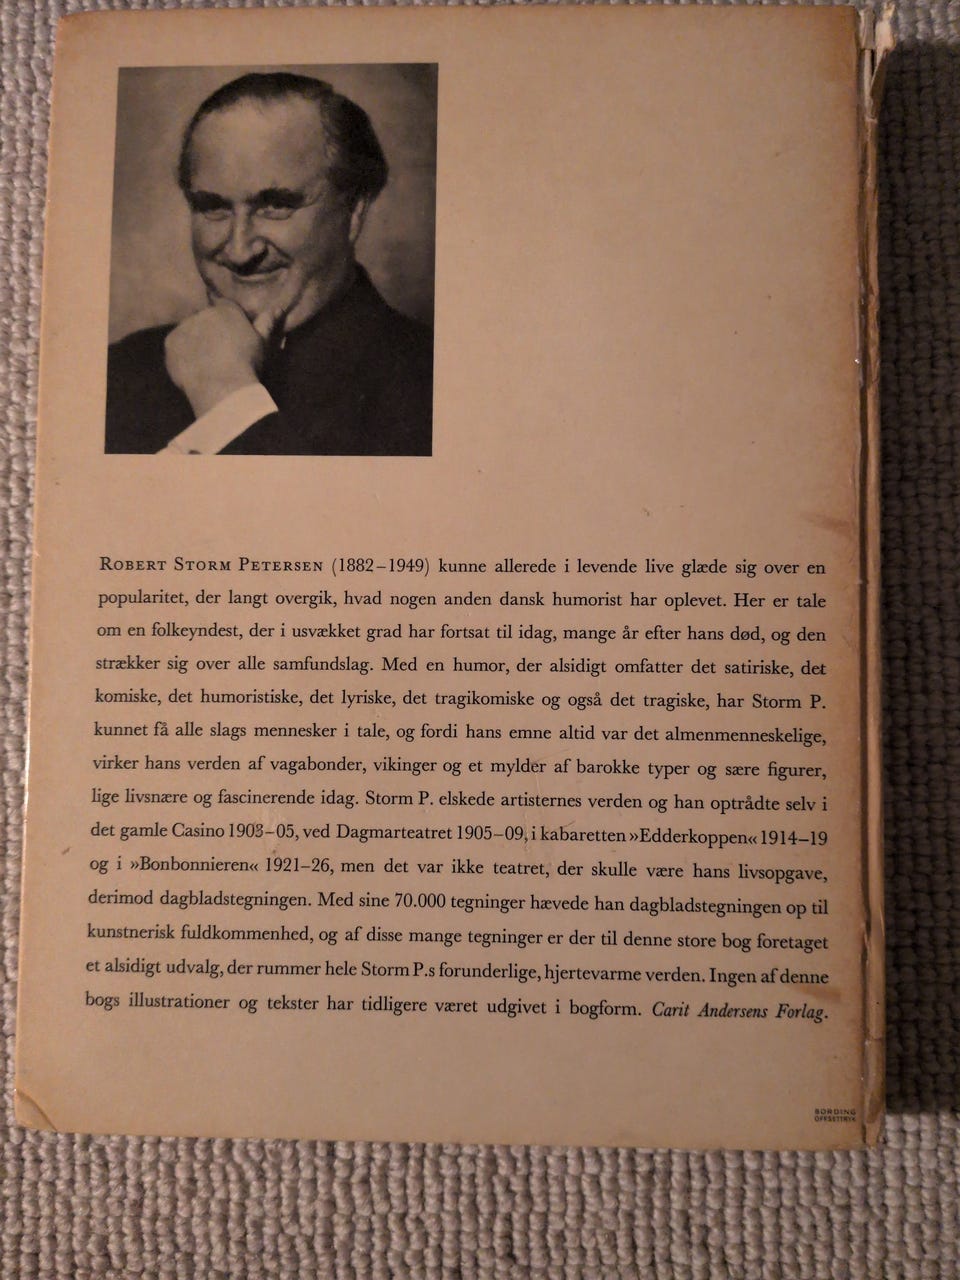 ROBERT STORM PETERSEN (1882–1949) kunne allerede i levende live glæde sig over en
popularitet, der langt overgik, hvad nogen anden dansk humorist har oplevet. Her er tale
om en folkeyndest, der i usvækket grad har fortsat til idag, mange år efter hans død, og den
strækker sig over alle samfundslag. Med en humor, der alsidigt omfatter det satiriske, det
komiske, det humoristiske, det lyriske, det tragikomiske og også det tragiske, har Storm P.
kunnet få alle slags mennesker i tale, og fordi hans emne altid var det almenmenneskelige,
virker hans verden af vagabonder, vikinger og et mylder af barokke typer og sære figurer,
lige livsnære og fascinerende idag. Storm P. elskede artisternes verden og han optrådte selv i
det gamle Casino 1903–05, ved Dagmarteatret 1905–09, i kabaretten »Edderkoppen« 1914–19
og i »Bonbonnieren« 1921–26, men det var ikke teatret, der skulle være hans livsopgave,
derimod dagbladstegningen. Med sine 70.000 tegninger hævede han dagbladstegningen op til
kunstnerisk fuldkommenhed, og af disse mange tegninger er der til denne store bog foretaget
et alsidigt udvalg, der rummer hele Storm P.s forunderlige, hjertevarme verden. Ingen af denne
bogs illustrationer og tekster har tidligere været udgivet i bogform. Carit Andersens Forlag.
BORDING
OFFSETTRYK